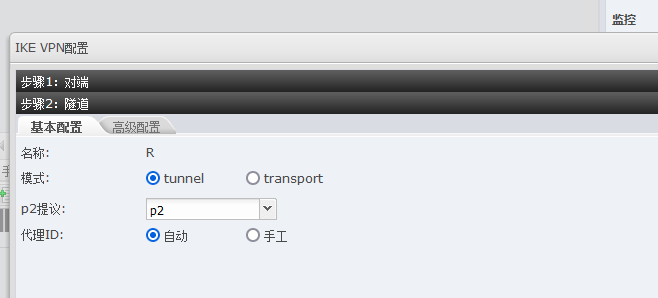 监控
IKE VPN配置
步骤1: 对端
步骤2: 隧道
基本配置 高级配置
名称: R
模式: tunnel transport
p2提议: p2
代理ID: 自动 手工